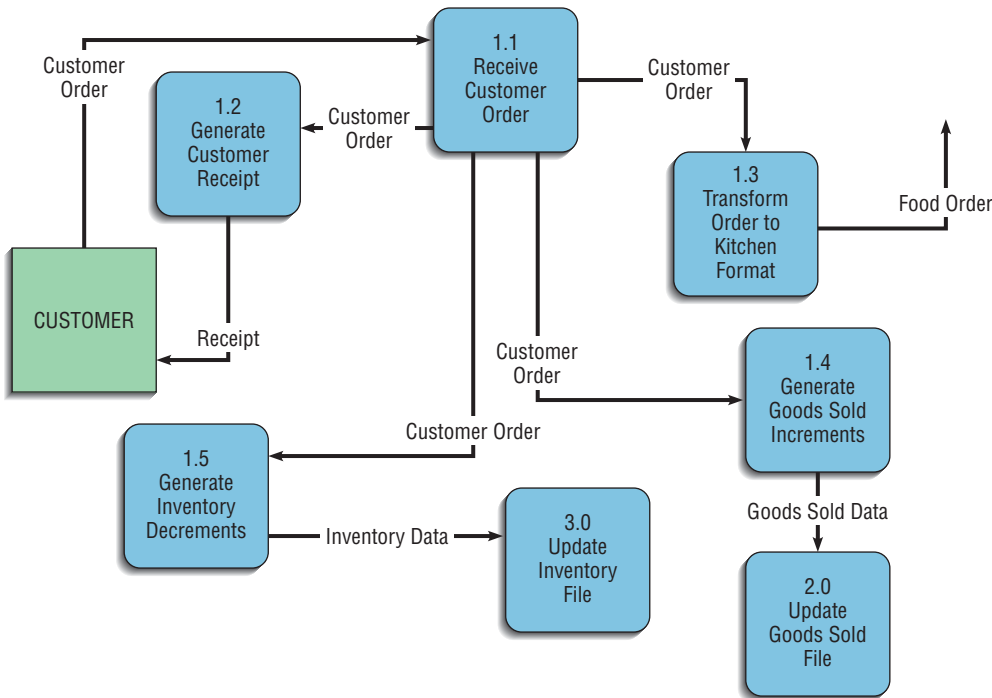 1.1
Receive
Customer
Order
Customer
Order
1.2
Generate
Customer
Receipt
Customer
Order
Customer
Order
1.3
Transform
Order to
Kitchen
Format
Food Order
CUSTOMER
Receipt
Customer
Order
1.4
Generate
Goods Sold
Increments
Customer Order
1.5
Generate
Inventory
Decrements
Inventory Data
3.0
Update
Inventory
File
Goods Sold Data
2.0
Update
Goods Sold
File